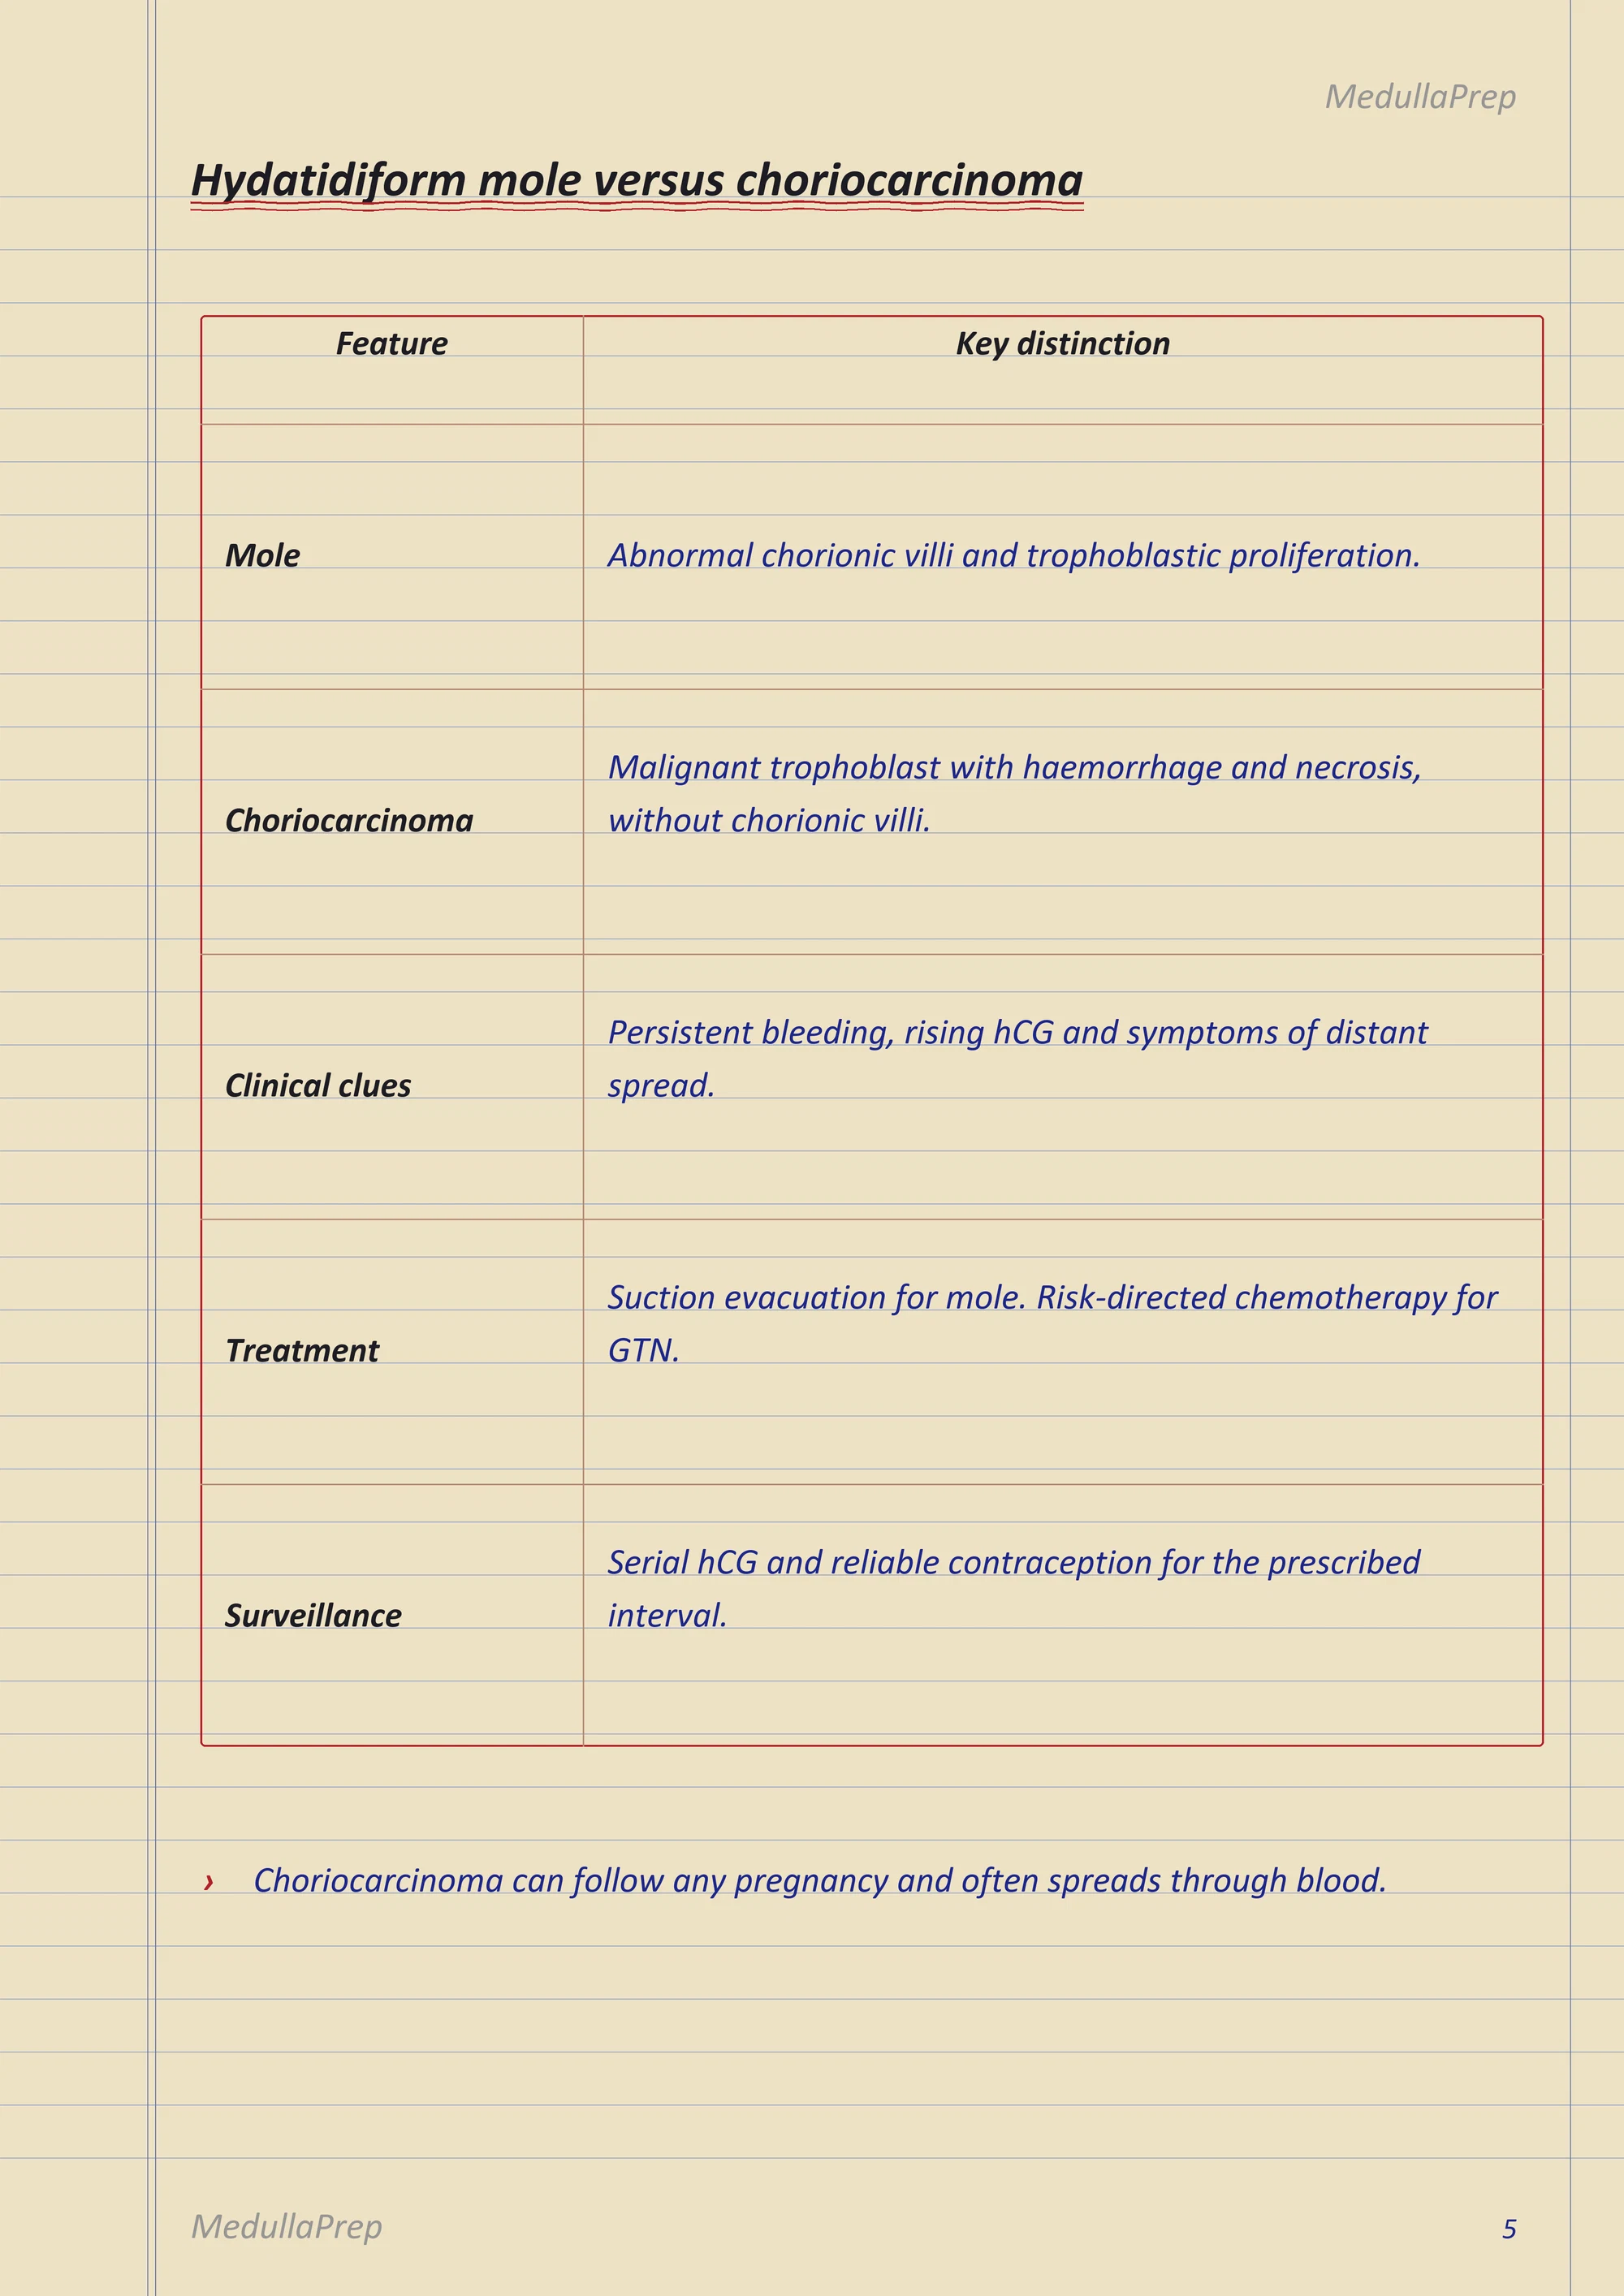 MedullaPrep
Hydatidiform mole versus choriocarcinoma
Feature
Key distinction
Mole
Abnormal chorionic villi and trophoblastic proliferation.
Choriocarcinoma
Malignant trophoblast with haemorrhage and necrosis,
without chorionic villi.
Clinical clues
Persistent bleeding, rising hCG and symptoms of distant
spread.
Treatment
Suction evacuation for mole. Risk-directed chemotherapy for
GTN.
Surveillance
Serial hCG and reliable contraception for the prescribed
interval.
› Choriocarcinoma can follow any pregnancy and often spreads through blood.
MedullaPrep
5